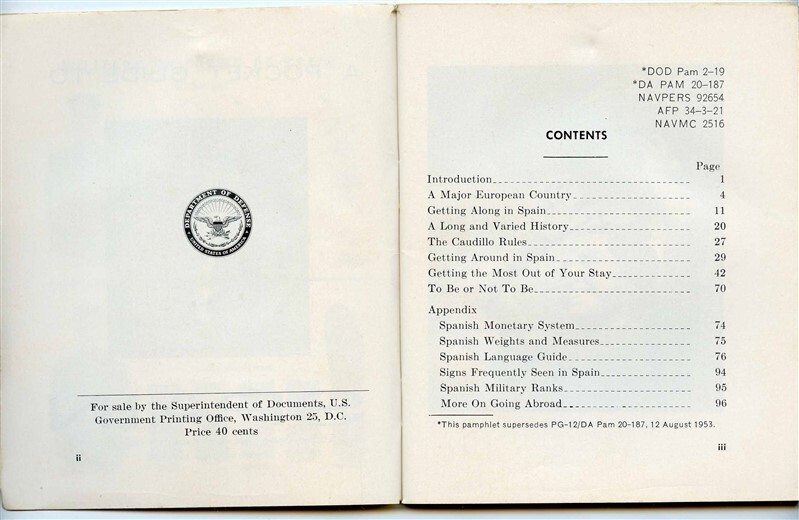 DEPARTMENT OF DEFENSE
UNITED STATES OF AMERICA
For sale by the Superintendent of Documents, U.S.
Government Printing Office, Washington 25, D.C.
Price 40 cents
ii
*DOD Pam 2–19
*DA PAM 20–187
NAVPERS 92654
AFP 34–3–21
NAVMC 2516
CONTENTS
Page
Introduction 1
A Major European Country 4
Getting Along in Spain 11
A Long and Varied History 20
The Caudillo Rules 27
Getting Around in Spain 29
Getting the Most Out of Your Stay 42
To Be or Not To Be 70
Appendix
Spanish Monetary System 74
Spanish Weights and Measures 75
Spanish Language Guide 76
Signs Frequently Seen in Spain 94
Spanish Military Ranks 95
More On Going Abroad 96
*This pamphlet supersedes PG–12/DA Pam 20–187, 12 August 1953.
iii